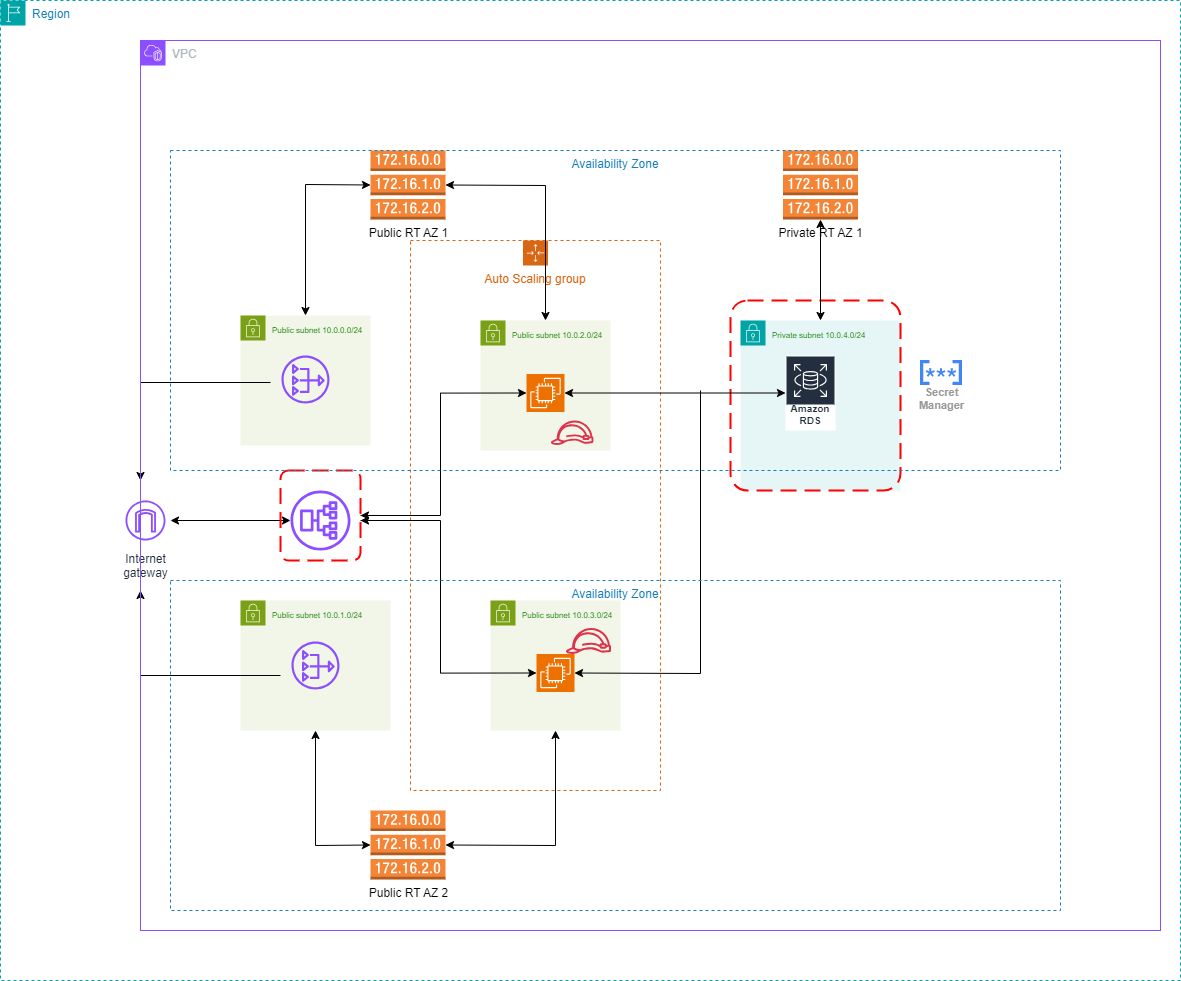 Region
VPC
172.16.0.0
172.16.1.0
172.16.2.0
Public RT AZ 1
Availability Zone
172.16.0.0
172.16.1.0
172.16.2.0
Private RT AZ 1
Auto Scaling group
Public subnet 10.0.0.0/24
Public subnet 10.0.2.0/24
Private subnet 10.0.4.0/24
Amazon
RDS
***
Secret
Manager
Internet
gateway
Availability Zone
Public subnet 10.0.1.0/24
Public subnet 10.0.3.0/24
172.16.0.0
172.16.1.0
172.16.2.0
Public RT AZ 2